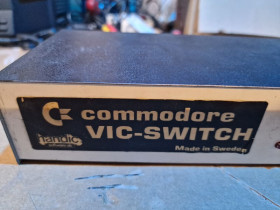 commodore
handic
VIC-SWITCH
Made in Sweden